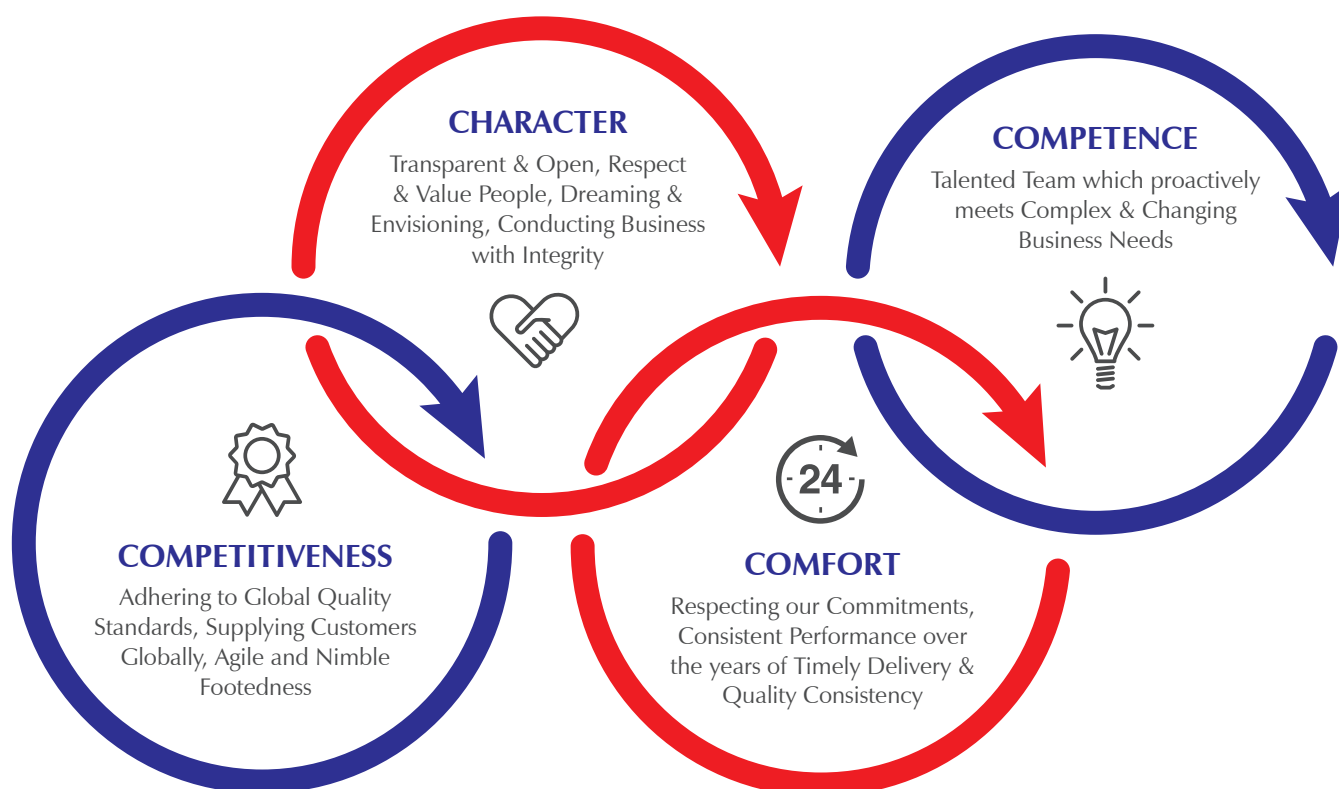 CHARACTER
Transparent & Open, Respect
& Value People, Dreaming &
Envisioning, Conducting Business
with Integrity
COMPETENCE
Talented Team which proactively
meets Complex & Changing
Business Needs
COMPETITIVENESS
Adhering to Global Quality
Standards, Supplying Customers
Globally, Agile and Nimble
Footedness
24
COMFORT
Respecting our Commitments,
Consistent Performance over
the years of Timely Delivery &
Quality Consistency